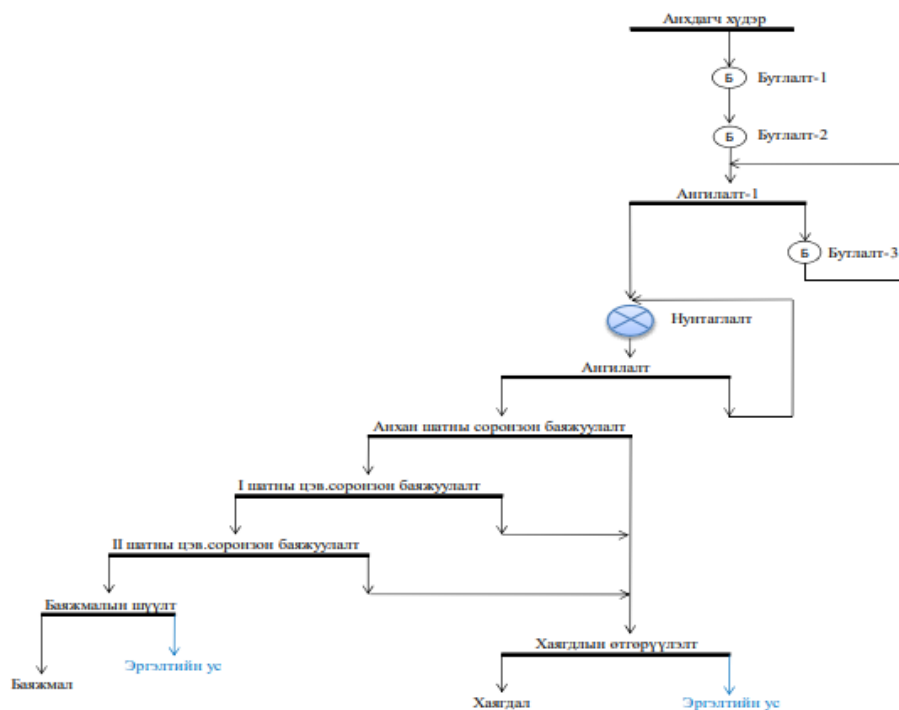 Анхдагч хүдэр
Б
Бутлалт-1
Б
Бутлалт-2
Ангилалт-1
Б
Бутлалт-3
Нунтаглалт
Ангилалт
Анхан шатны соронзон баяжуулалт
I шатны цэв.соронзон баяжуулалт
II шатны цэв.соронзон баяжуулалт
Баяжмалын шүүлт
Хаягдлын өтгөрүүлэлт
Эргэлтийн ус
Баяжмал
Хаягдал
Эргэлтийн ус